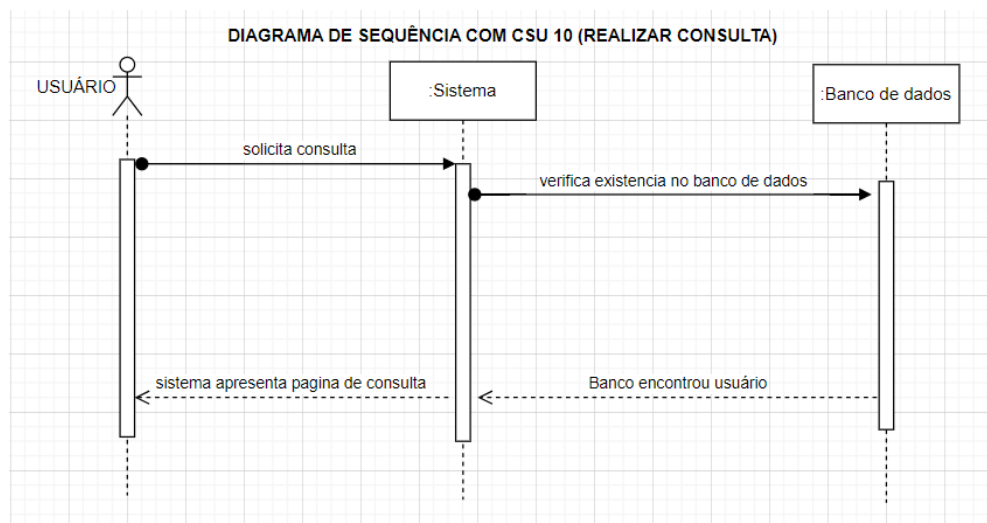 DIAGRAMA DE SEQUÊNCIA COM CSU 10 (REALIZAR CONSULTA)
USUÁRIO
:Sistema
:Banco de dados
solicita consulta
verifica existencia no banco de dados
sistema apresenta pagina de consulta
Banco encontrou usuário